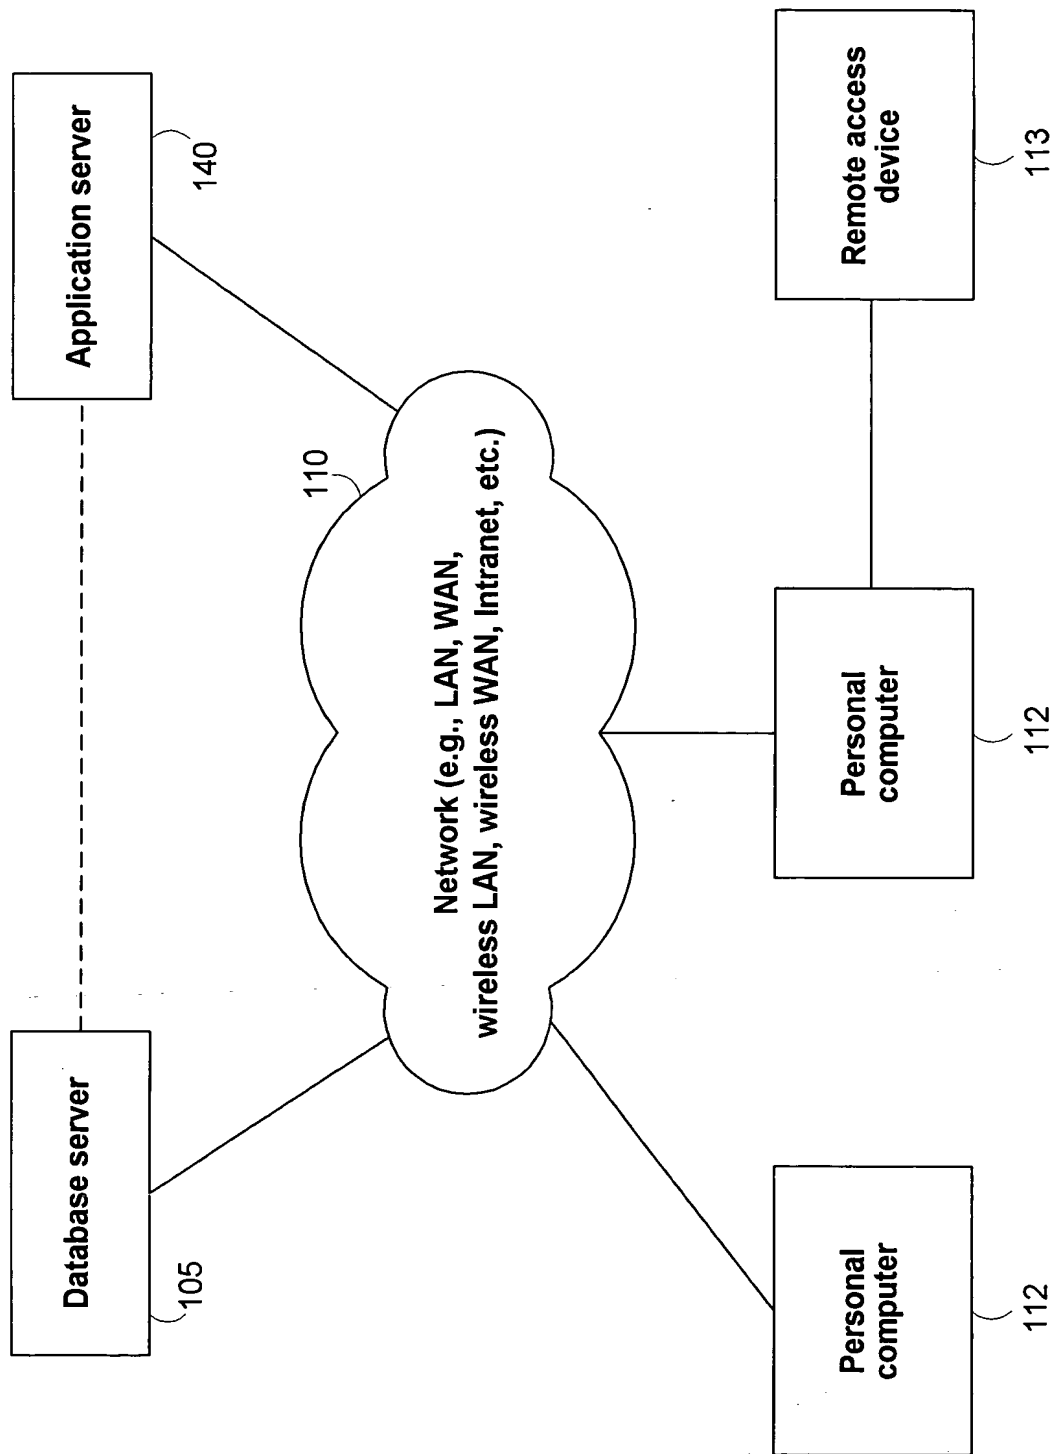 Database server
105
Application server
140
110
Network (e.g., LAN, WAN,
wireless LAN, wireless WAN, Intranet, etc.)
Personal
computer
112
Personal
computer
112
Remote access
device
113